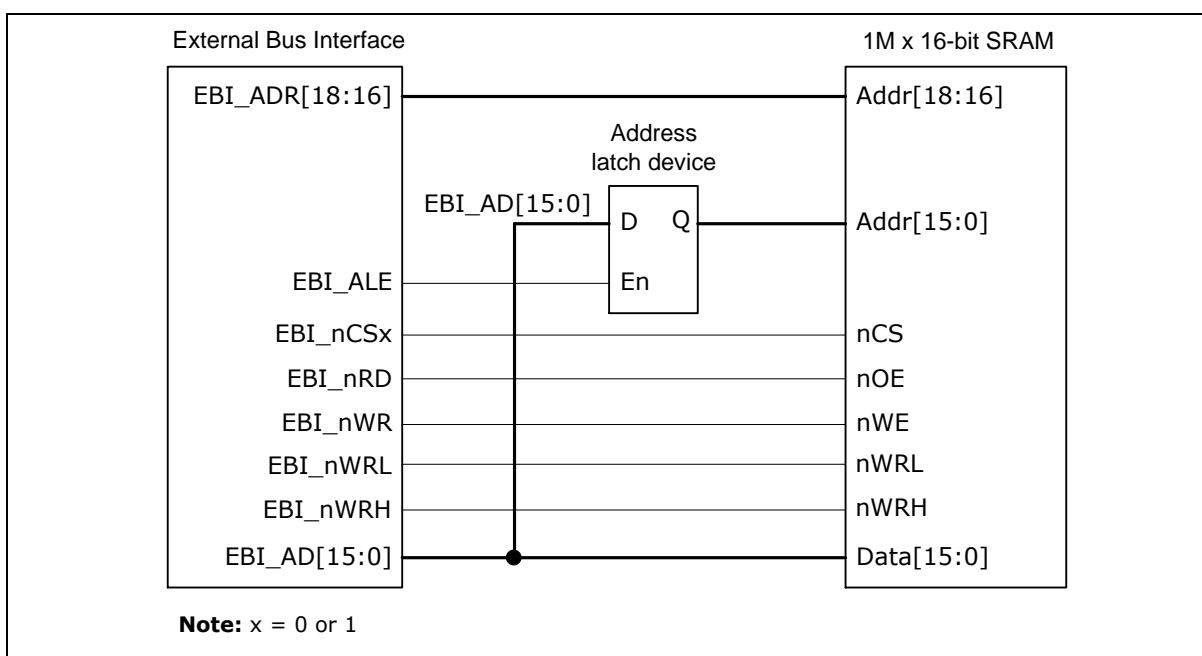 External Bus Interface
1M x 16-bit SRAM
EBI_ADR[18:16]
Addr[18:16]
Address
latch device
EBI_AD[15:0]
D Q
Addr[15:0]
EBI_ALE
En
EBI_nCSx
nCS
EBI_nRD
nOE
EBI_nWR
nWE
EBI_nWRL
nWRL
EBI_nWRH
nWRH
EBI_AD[15:0]
Data[15:0]
Note: x = 0 or 1